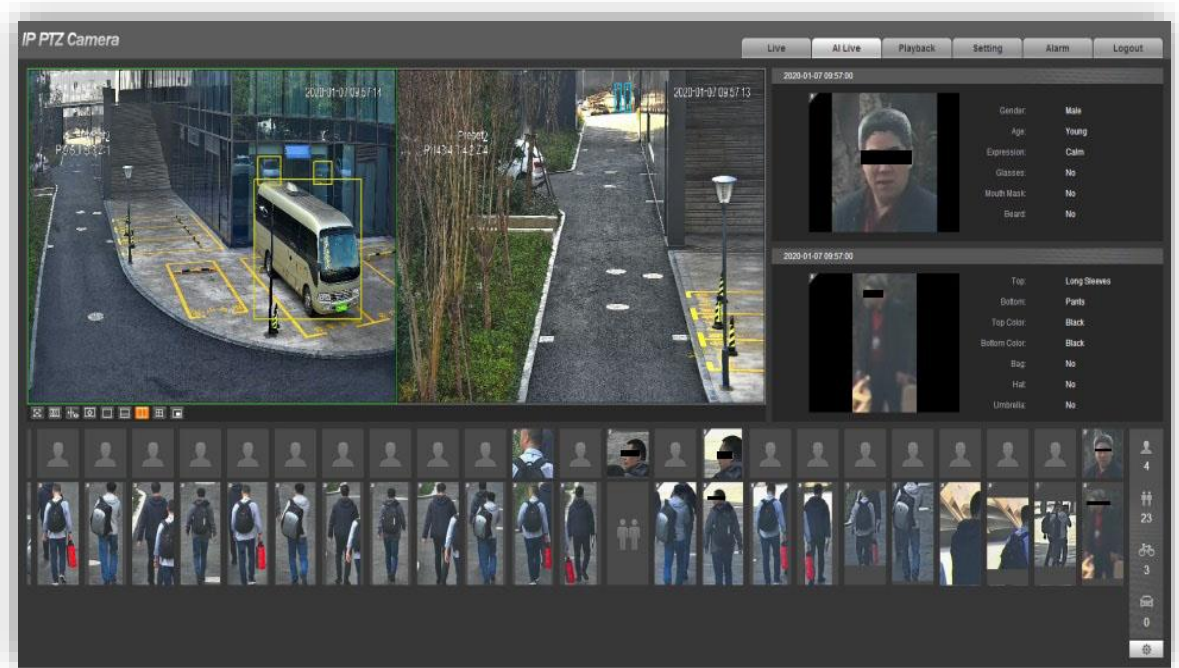 IP PTZ Camera
Live
AI Live
Playback
Setting
Alarm
Logout
2020-01-07 09:57:14
2020-01-07 09:57:13
Preset2
2020-01-07 09:57:00
Gender: Male
Age: Young
Expression: Calm
Glasses: No
Mouth Mask: No
Beard: No
2020-01-07 09:57:00
Top: Long Sleeves
Bottom: Pants
Top Color: Black
Bottom Color: Black
Bag: No
Hat: No
Umbrella: No
4
23
3
0